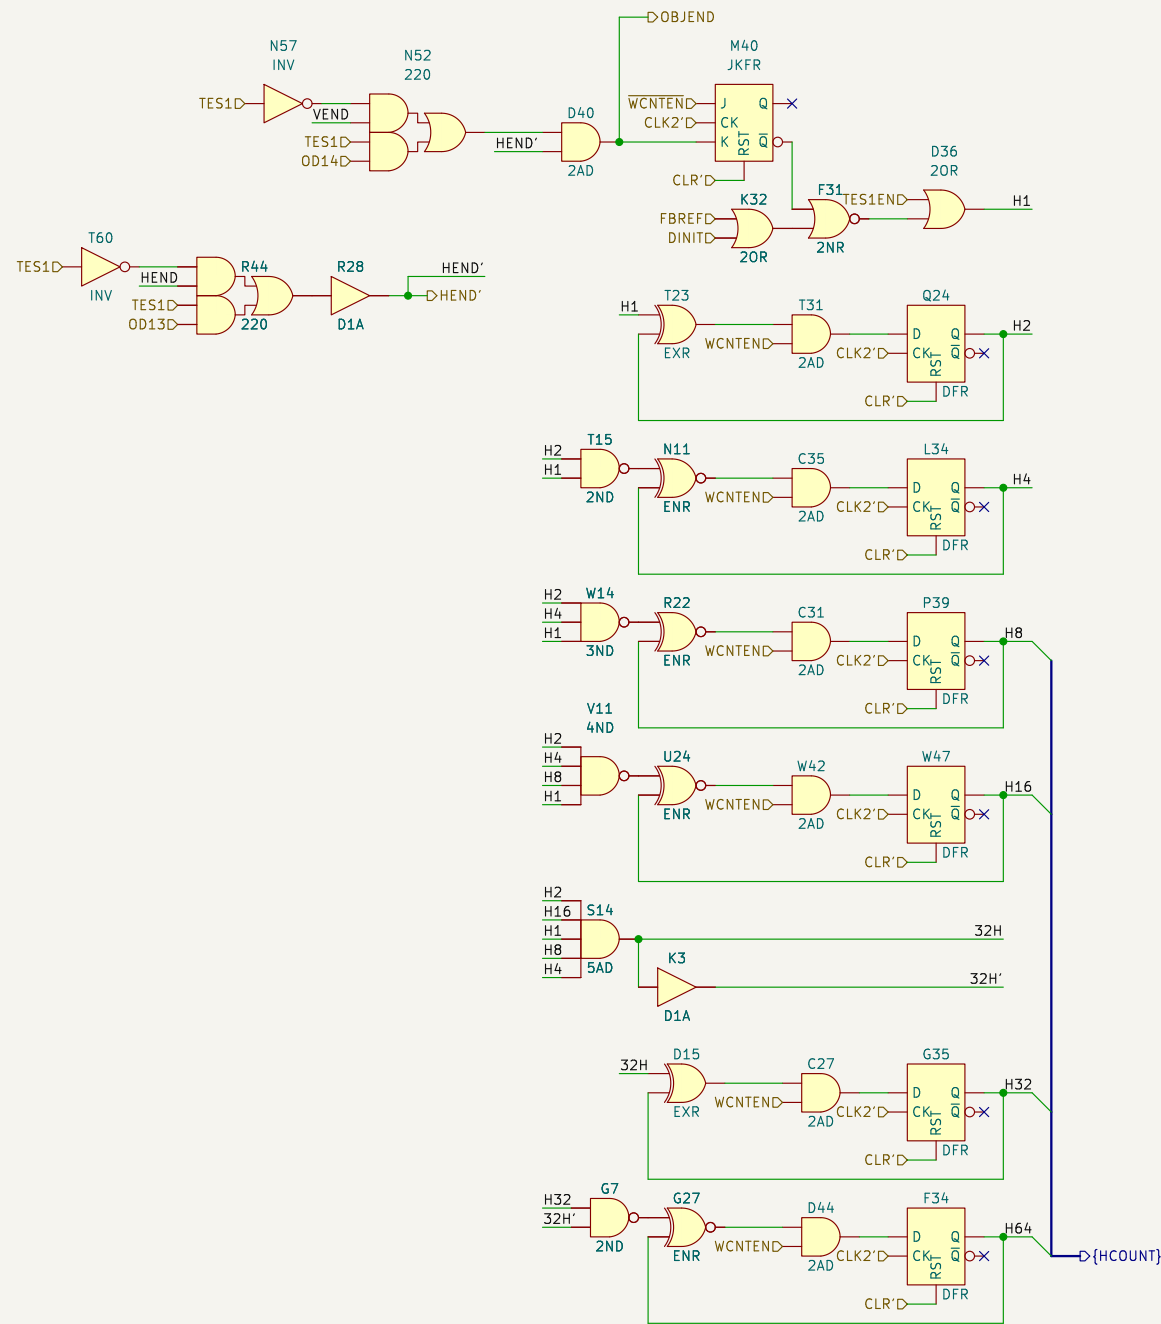 OBJEND
N57
INV
N52
220
M40
JKFR
TES1
VEND
TES1
OD14
D40
HEND'
2AD
WCNTEN
CLK2'
CLR'
J
CK
K
Q
Q
RST
FBREF
DINIT
K32
2OR
F31
2NR
TES1EN
D36
2OR
H1
T60
INV
TES1
HEND
TES1
OD13
R44
220
R28
D1A
HEND'
HEND'
H1
T23
EXR
WCNTEN
T31
2AD
CLK2'
CLR'
Q24
D
CK
RST
Q
Q
DFR
H2
H2
H1
T15
2ND
N11
ENR
WCNTEN
C35
2AD
CLK2'
CLR'
L34
D
CK
RST
Q
Q
DFR
H4
H2
H4
H1
W14
3ND
R22
ENR
WCNTEN
C31
2AD
CLK2'
CLR'
P39
D
CK
RST
Q
Q
DFR
H8
V11
4ND
H2
H4
H8
H1
U24
ENR
WCNTEN
W42
2AD
CLK2'
CLR'
W47
D
CK
RST
Q
Q
DFR
H16
H2
H16
H1
H8
H4
S14
5AD
32H
K3
D1A
32H'
32H
D15
EXR
WCNTEN
C27
2AD
CLK2'
CLR'
G35
D
CK
RST
Q
Q
DFR
H32
H32
32H'
G7
2ND
G27
ENR
WCNTEN
D44
2AD
CLK2'
CLR'
F34
D
CK
RST
Q
Q
DFR
H64
{HCOUNT}